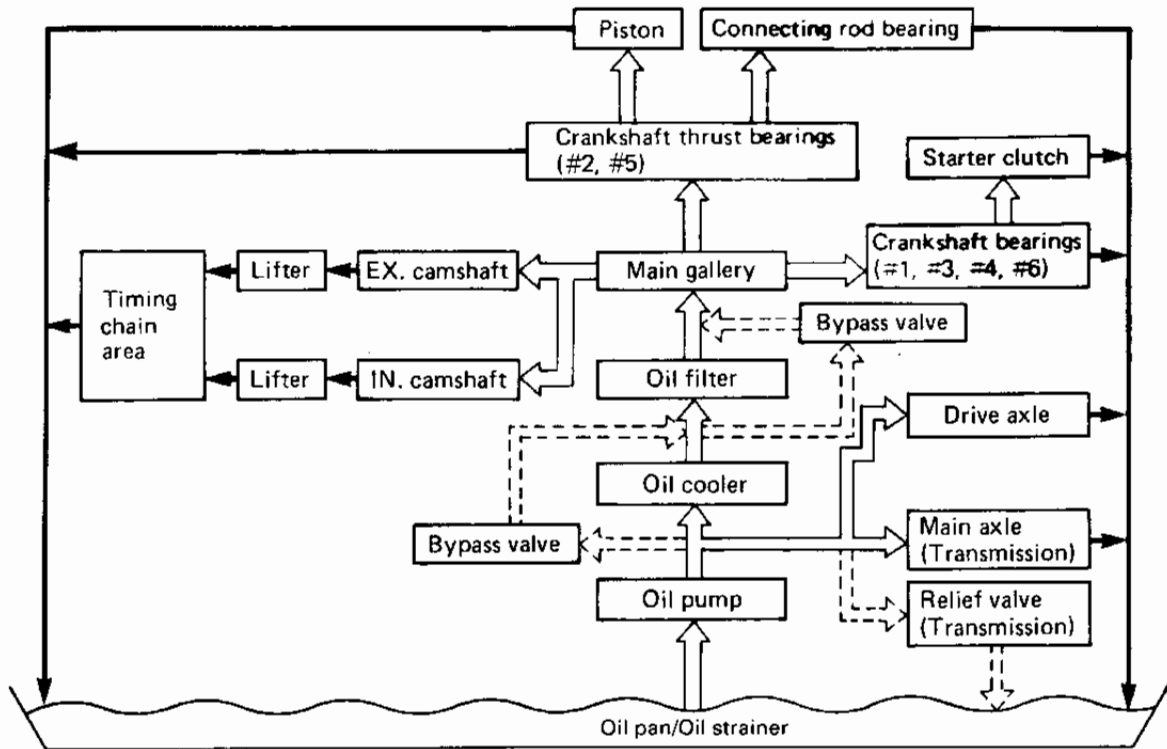 Piston
Connecting rod bearing
Crankshaft thrust bearings
(#2, #5)
Starter clutch
Crankshaft bearings
(#1, #3, #4, #6)
Timing
chain
area
Lifter
EX. camshaft
Main gallery
Bypass valve
Lifter
IN. camshaft
Oil filter
Drive axle
Oil cooler
Bypass valve
Main axle
(Transmission)
Oil pump
Relief valve
(Transmission)
Oil pan/Oil strainer